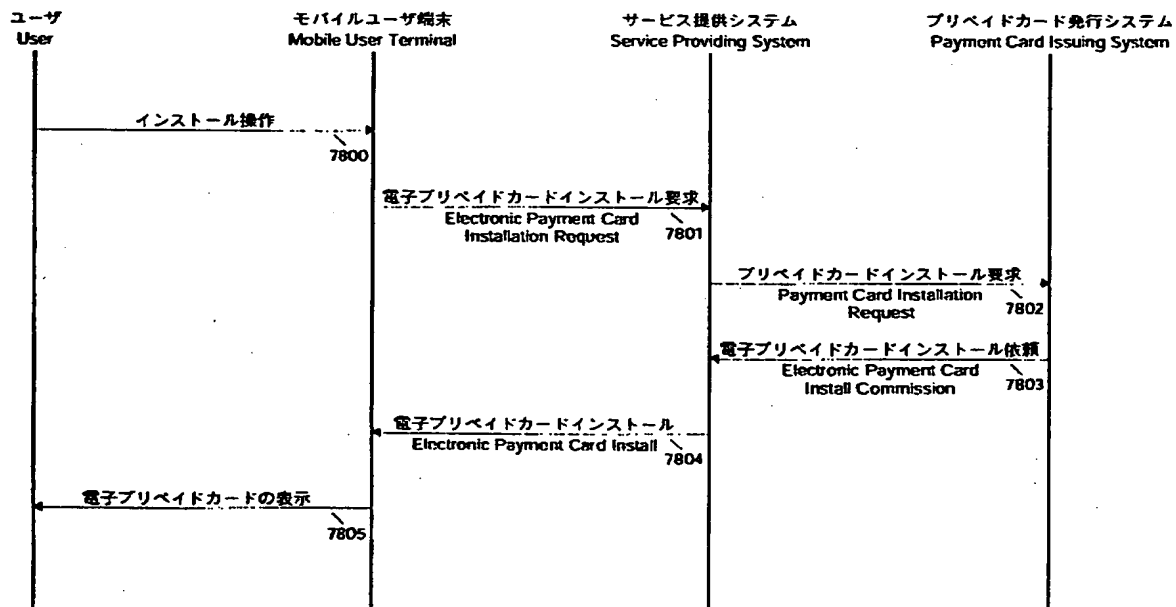 ユーザ
User
モバイルユーザ端末
Mobile User Terminal
サービス提供システム
Service Providing System
プリペイドカード発行システム
Payment Card Issuing System
インストール操作
7800
電子プリペイドカードインストール要求
Electronic Payment Card
Installation Request
7801
プリペイドカードインストール要求
Payment Card Installation
Request
7802
電子プリペイドカードインストール依頼
Electronic Payment Card
Install Commission
7803
電子プリペイドカードインストール
Electronic Payment Card Install
7804
電子プリペイドカードの表示
7805